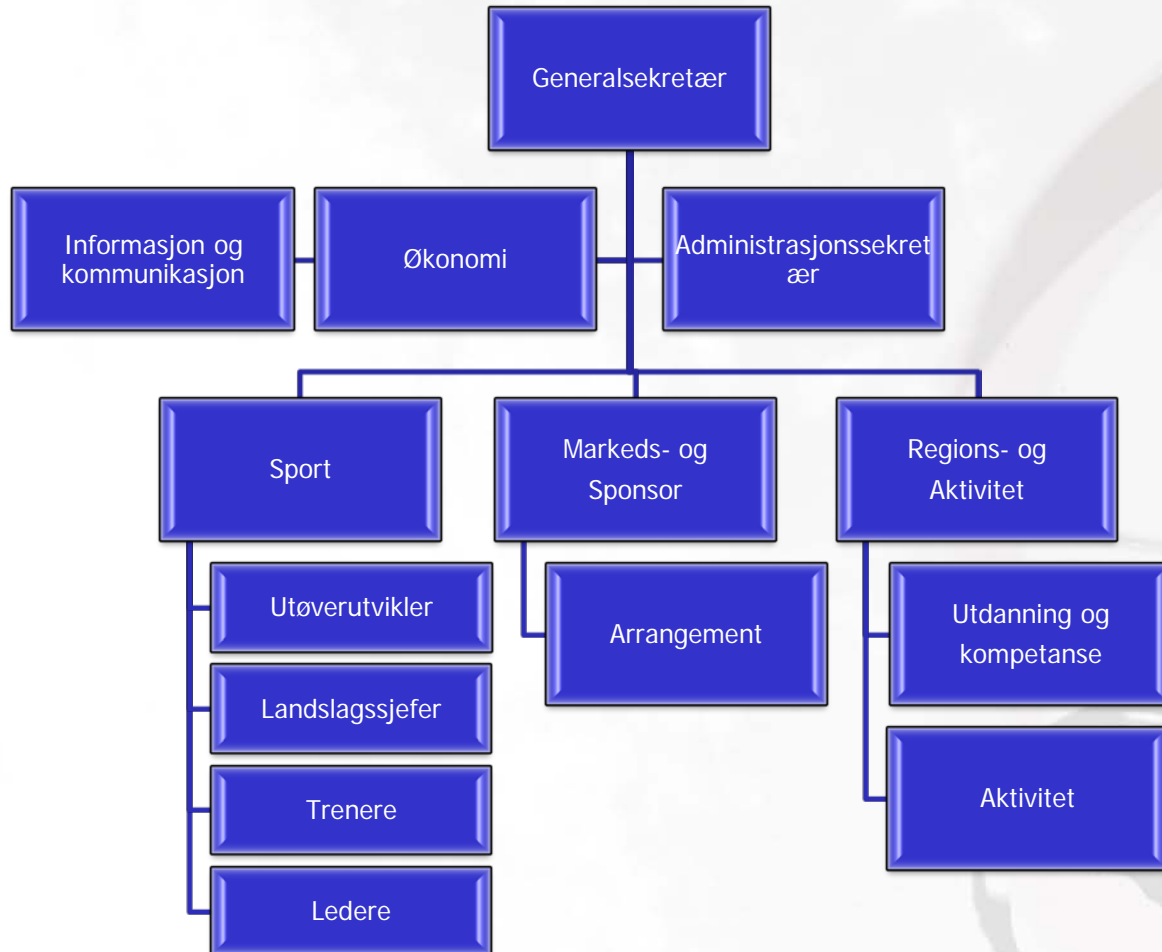 Generalsekretær
Informasjon og
kommunikasjon
Økonomi
Administrasjonssekret
ær
Sport
Markeds- og
Sponsor
Regions- og
Aktivitet
Utøverutvikler
Landslagssjefer
Trenere
Ledere
Arrangement
Utdanning og
kompetanse
Aktivitet